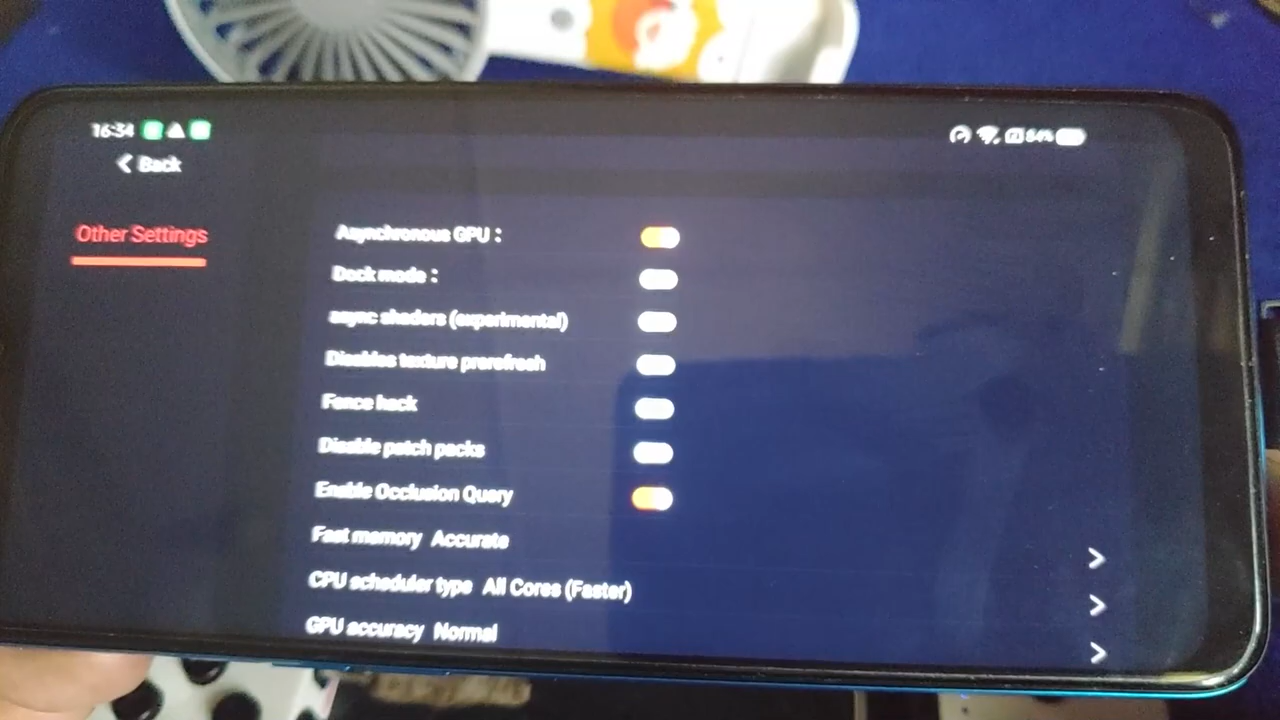 16:34
84%
Back
Other Settings
Asynchronous GPU :
Dock mode :
async shaders (experimental)
Disables texture prerefresh
Fence hack
Disable patch packs
Enable Occlusion Query
Fast memory Accurate
CPU scheduler type All Cores (Faster)
GPU accuracy Normal